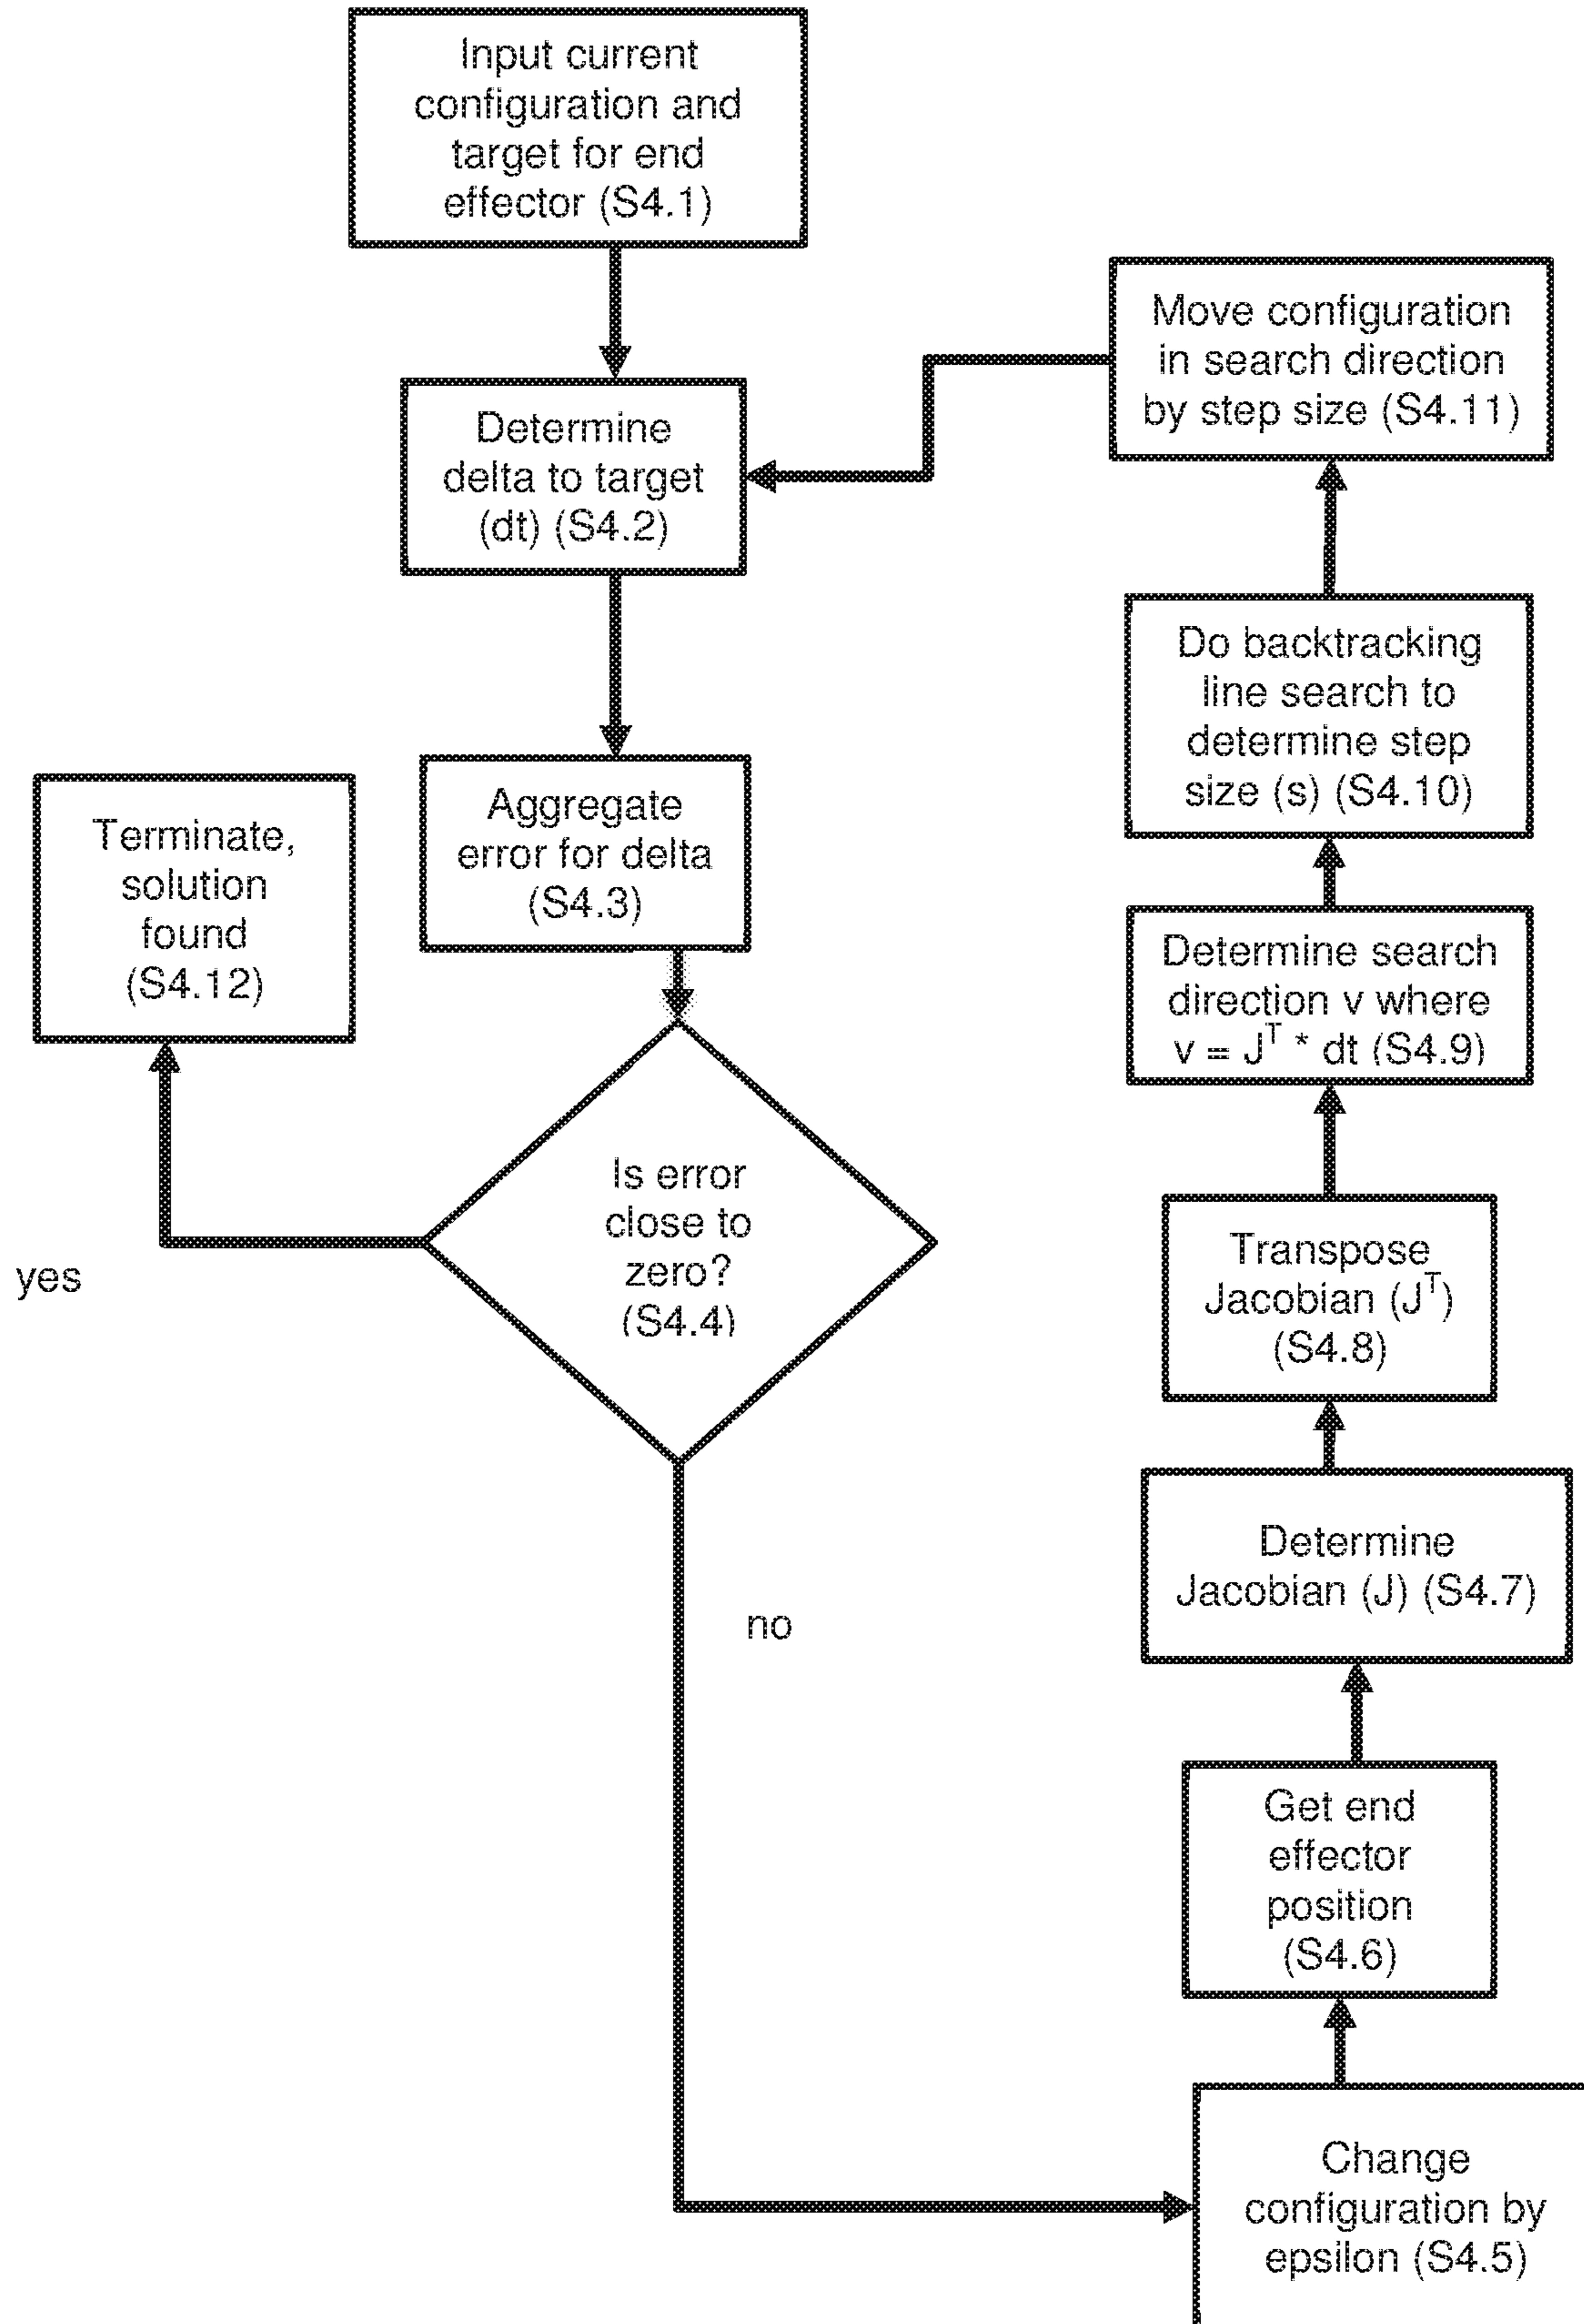 Input current
configuration and
target for end
effector (S4.1)
Determine
delta to target
(dt) (S4.2)
Aggregate
error for delta
(S4.3)
Is error
close to
zero?
(S4.4)
yes
Terminate,
solution
found
(S4.12)
no
Change
configuration by
epsilon (S4.5)
Get end
effector
position
(S4.6)
Determine
Jacobian (J) (S4.7)
Transpose
Jacobian (J^T)
(S4.8)
Determine search
direction v where
v = J^T * dt (S4.9)
Do backtracking
line search to
determine step
size (s) (S4.10)
Move configuration
in search direction
by step size (S4.11)